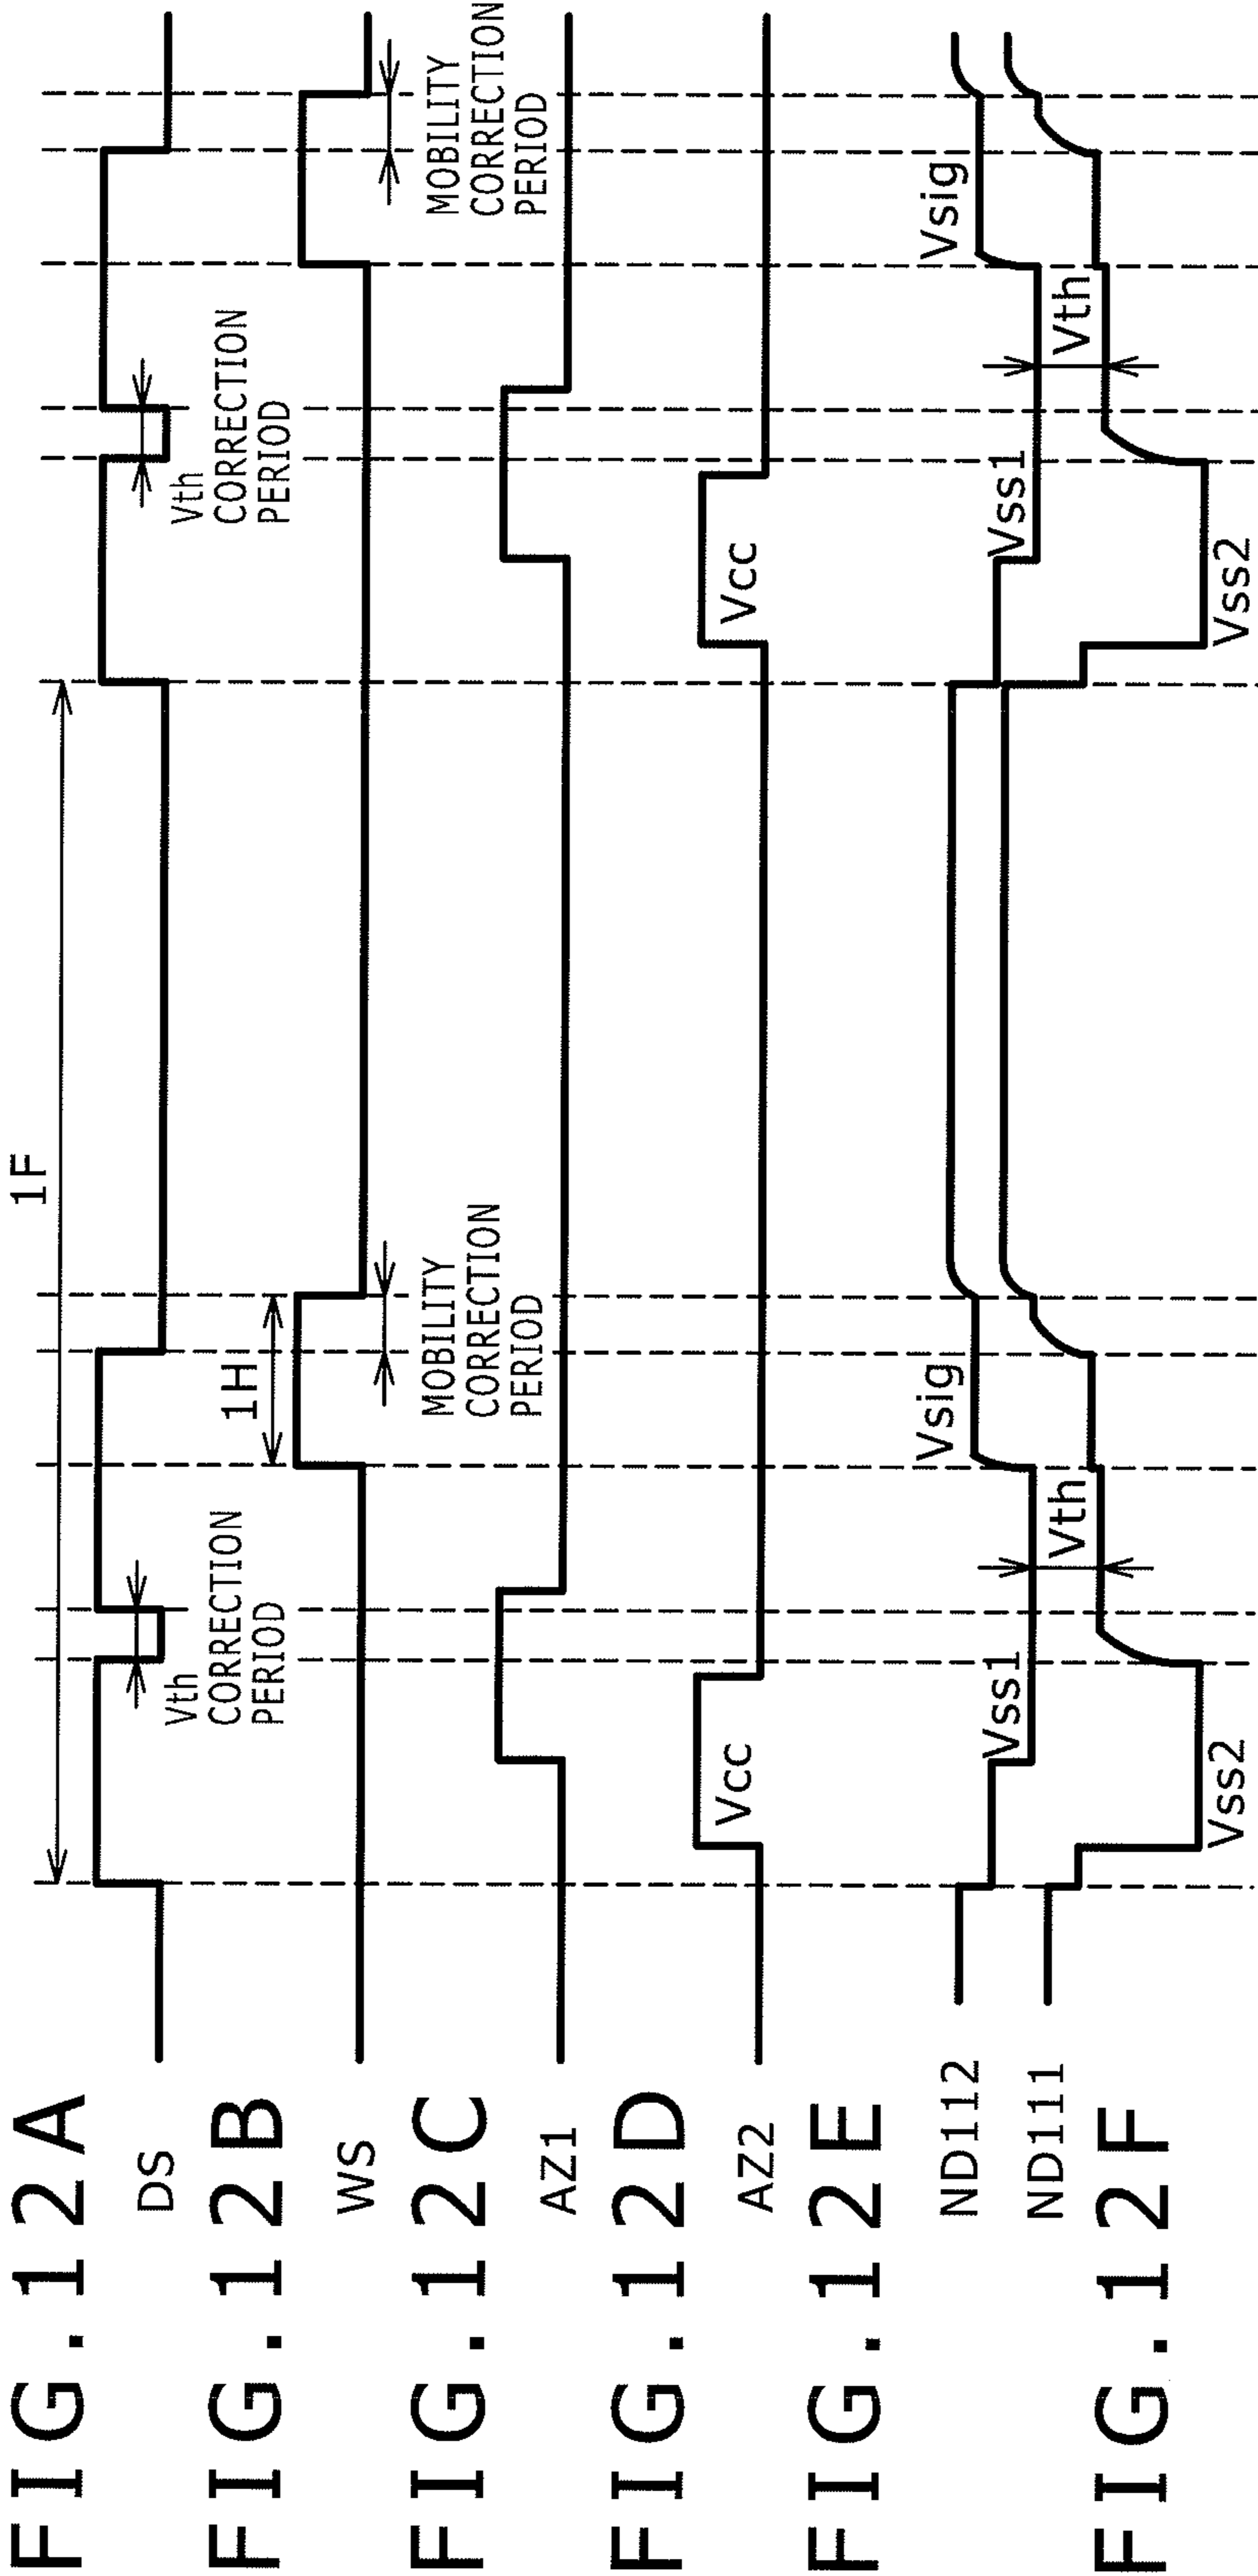 FIG.12A
DS
1F
Vth
CORRECTION
PERIOD
Vth
CORRECTION
PERIOD
FIG.12B
WS
1H
MOBILITY
CORRECTION
PERIOD
MOBILITY
CORRECTION
PERIOD
FIG.12C
AZ1
FIG.12D
AZ2
Vcc
Vcc
FIG.12E
ND112
Vss1
Vsig
Vss1
Vsig
ND111
Vth
Vth
FIG.12F
Vss2
Vss2